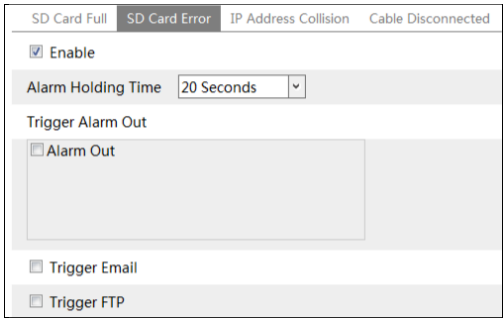 SD Card Full SD Card Error IP Address Collision Cable Disconnected
Enable
Alarm Holding Time 20 Seconds
Trigger Alarm Out
Alarm Out
Trigger Email
Trigger FTP